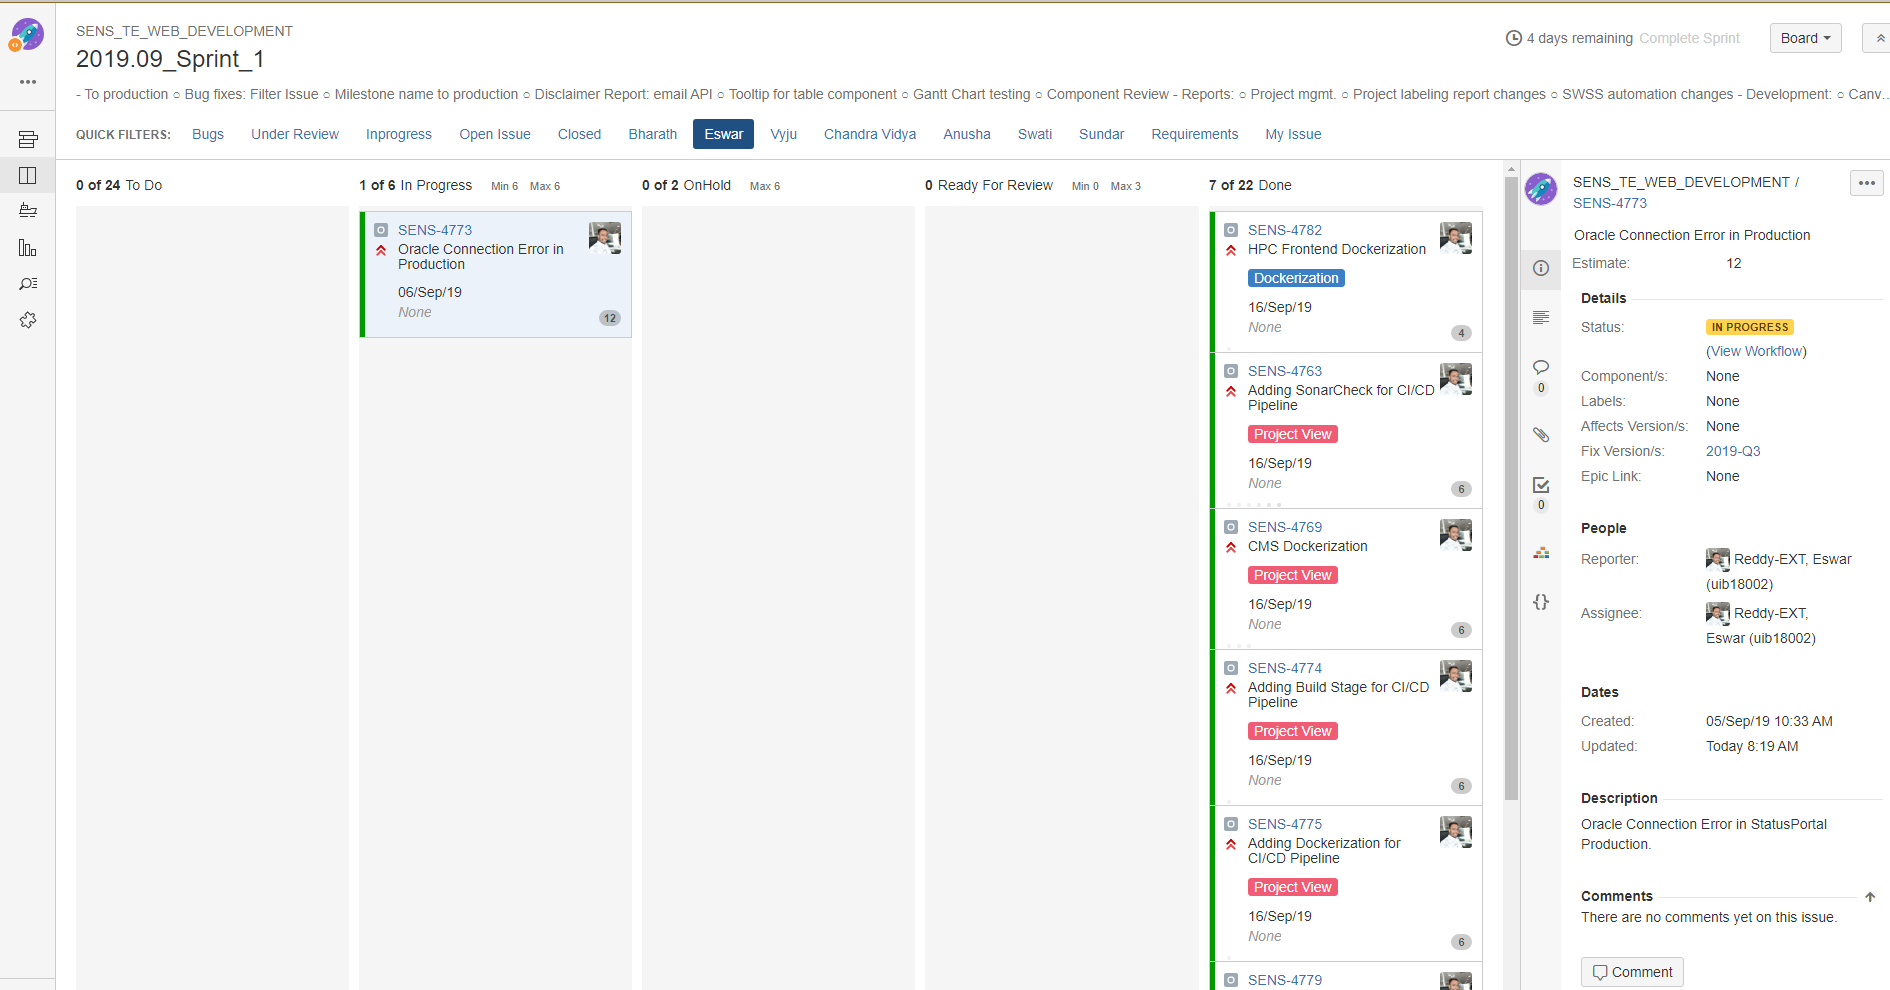 SENS_TE_WEB_DEVELOPMENT
2019.09_Sprint_1
4 days remaining Complete Sprint
Board
- To production ○ Bug fixes: Filter Issue ○ Milestone name to production ○ Disclaimer Report: email API ○ Tooltip for table component ○ Gantt Chart testing ○ Component Review - Reports: ○ Project mgmt. ○ Project labeling report changes ○ SWSS automation changes - Development: ○ Canv...
QUICK FILTERS: Bugs Under Review Inprogress Open Issue Closed Bharath Eswar Vyju Chandra Vidya Anusha Swati Sundar Requirements My Issue
0 of 24 To Do
1 of 6 In Progress Min 6 Max 6
0 of 2 OnHold Max 6
0 Ready For Review Min 0 Max 3
7 of 22 Done
SENS-4773
Oracle Connection Error in
Production
06/Sep/19
None
12
SENS-4782
HPC Frontend Dockerization
Dockerization
16/Sep/19
None
4
SENS-4763
Adding SonarCheck for CI/CD
Pipeline
Project View
16/Sep/19
None
6
SENS-4769
CMS Dockerization
Project View
16/Sep/19
None
6
SENS-4774
Adding Build Stage for CI/CD
Pipeline
Project View
16/Sep/19
None
6
SENS-4775
Adding Dockerization for
CI/CD Pipeline
Project View
16/Sep/19
None
6
SENS-4779
0
0
SENS_TE_WEB_DEVELOPMENT /
SENS-4773
Oracle Connection Error in Production
Estimate: 12
Details
Status: IN PROGRESS
(View Workflow)
Component/s: None
Labels: None
Affects Version/s: None
Fix Version/s: 2019-Q3
Epic Link: None
People
Reporter: Reddy-EXT, Eswar
(uib18002)
Assignee: Reddy-EXT,
Eswar (uib18002)
Dates
Created: 05/Sep/19 10:33 AM
Updated: Today 8:19 AM
Description
Oracle Connection Error in StatusPortal
Production.
Comments
There are no comments yet on this issue.
Comment